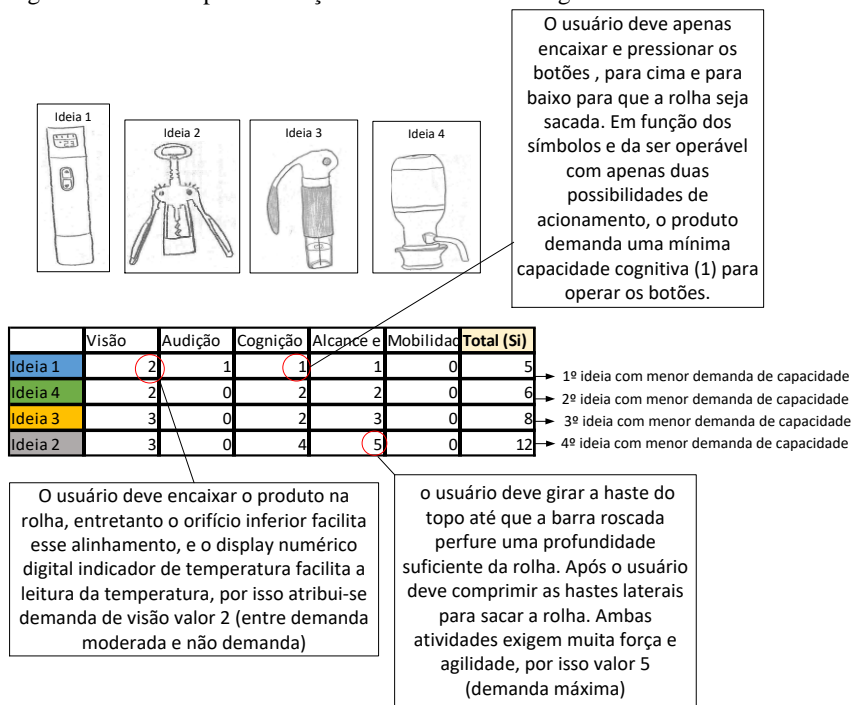 O usuário deve apenas
encaixar e pressionar os
botões , para cima e para
baixo para que a rolha seja
sacada. Em função dos
símbolos e da ser operável
com apenas duas
possibilidades de
acionamento, o produto
demanda uma mínima
capacidade cognitiva (1) para
operar os botões.
Ideia 1
Ideia 2
Ideia 3
Ideia 4
Visão Audição Cognição Alcance e Mobilidad Total (Si)
Ideia 1 2 1 1 1 0 5
Ideia 4 2 0 2 2 0 6
Ideia 3 3 0 2 3 0 8
Ideia 2 3 0 4 5 0 12
1º ideia com menor demanda de capacidade
2º ideia com menor demanda de capacidade
3º ideia com menor demanda de capacidade
4º ideia com menor demanda de capacidade
O usuário deve encaixar o produto na
rolha, entretanto o orifício inferior facilita
esse alinhamento, e o display numérico
digital indicador de temperatura facilita a
leitura da temperatura, por isso atribui-se
demanda de visão valor 2 (entre demanda
moderada e não demanda)
o usuário deve girar a haste do
topo até que a barra roscada
perfure uma profundidade
suficiente da rolha. Após o usuário
deve comprimir as hastes laterais
para sacar a rolha. Ambas
atividades exigem muita força e
agilidade, por isso valor 5
(demanda máxima)